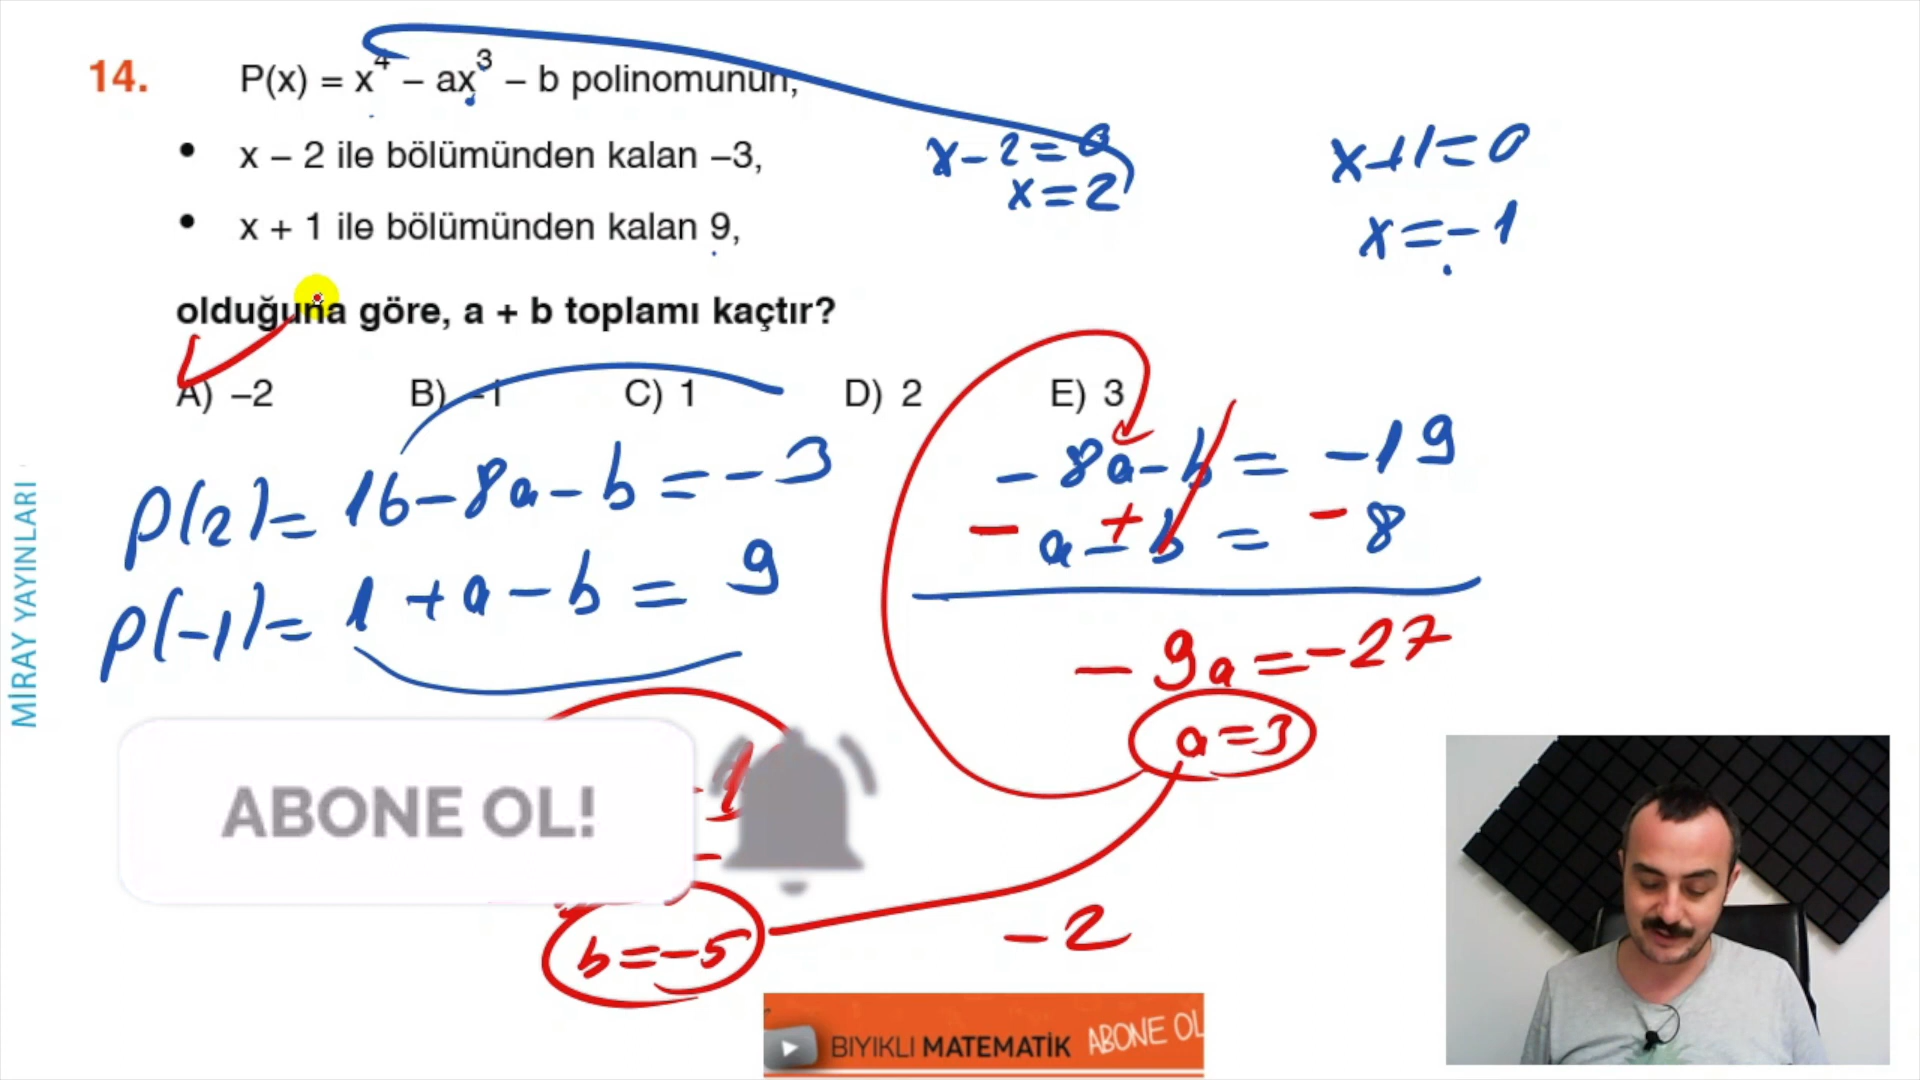 14. P(x) = x⁴ – ax³ – b polinomunun,
• x – 2 ile bölümünden kalan –3,
• x + 1 ile bölümünden kalan 9,
olduğuna göre, a + b toplamı kaçtır?
A) –2 B) –1 C) 1 D) 2 E) 3
x-2=0
x=2
x+1=0
x=-1
P(2)= 16-8a-b=-3
P(-1)= 1+a-b= 9
-8a-b= -19
- a-+b= -8
-9a=-27
a=3
b=-5
-2
MİRAY YAYINLARI
ABONE OL!
BIYIKLI MATEMATİK ABONE OL